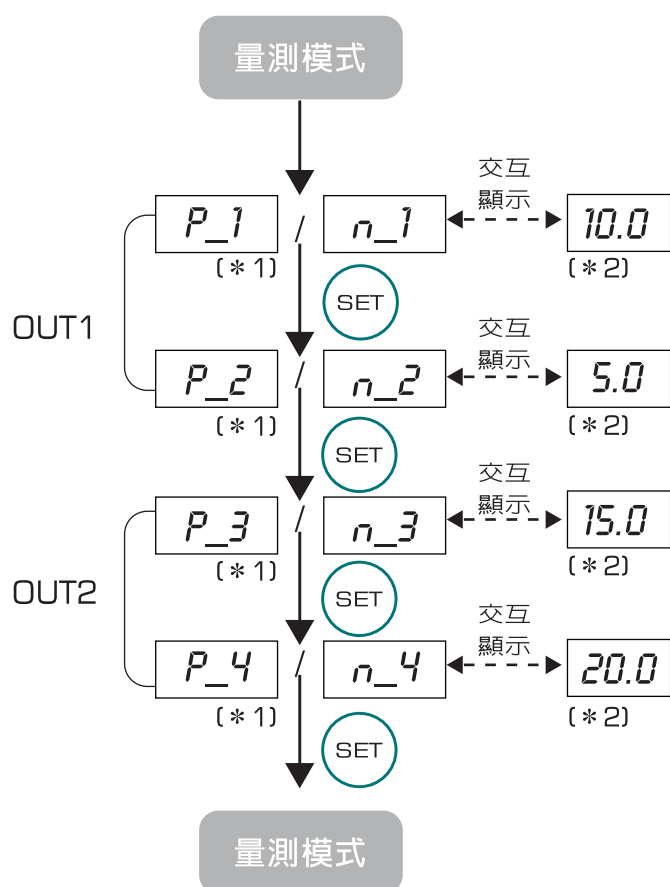 量測模式
交互
顯示
P_1 / n_1 10.0
(*1) (*2)
SET
OUT1
交互
顯示
P_2 / n_2 5.0
(*1) (*2)
SET
交互
顯示
P_3 / n_3 15.0
(*1) (*2)
SET
OUT2
交互
顯示
P_4 / n_4 20.0
(*1) (*2)
SET
量測模式